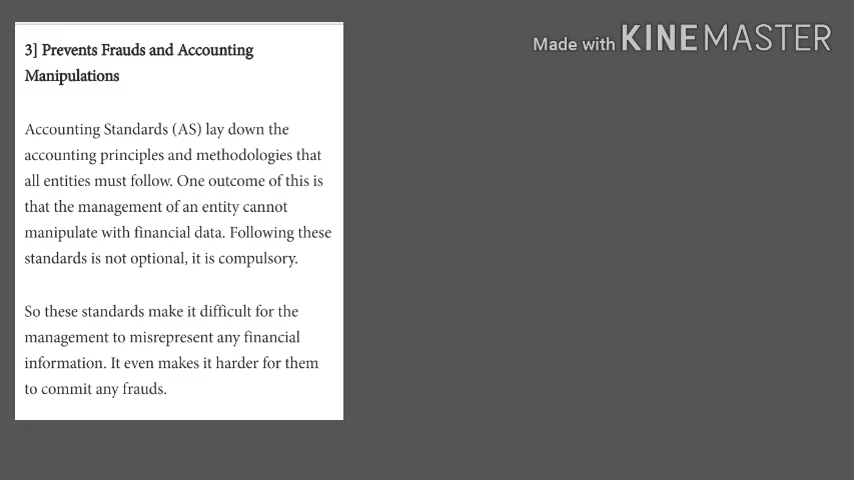 Made with KINEMASTER
3] Prevents Frauds and Accounting
Manipulations
Accounting Standards (AS) lay down the
accounting principles and methodologies that
all entities must follow. One outcome of this is
that the management of an entity cannot
manipulate with financial data. Following these
standards is not optional, it is compulsory.
So these standards make it difficult for the
management to misrepresent any financial
information. It even makes it harder for them
to commit any frauds.